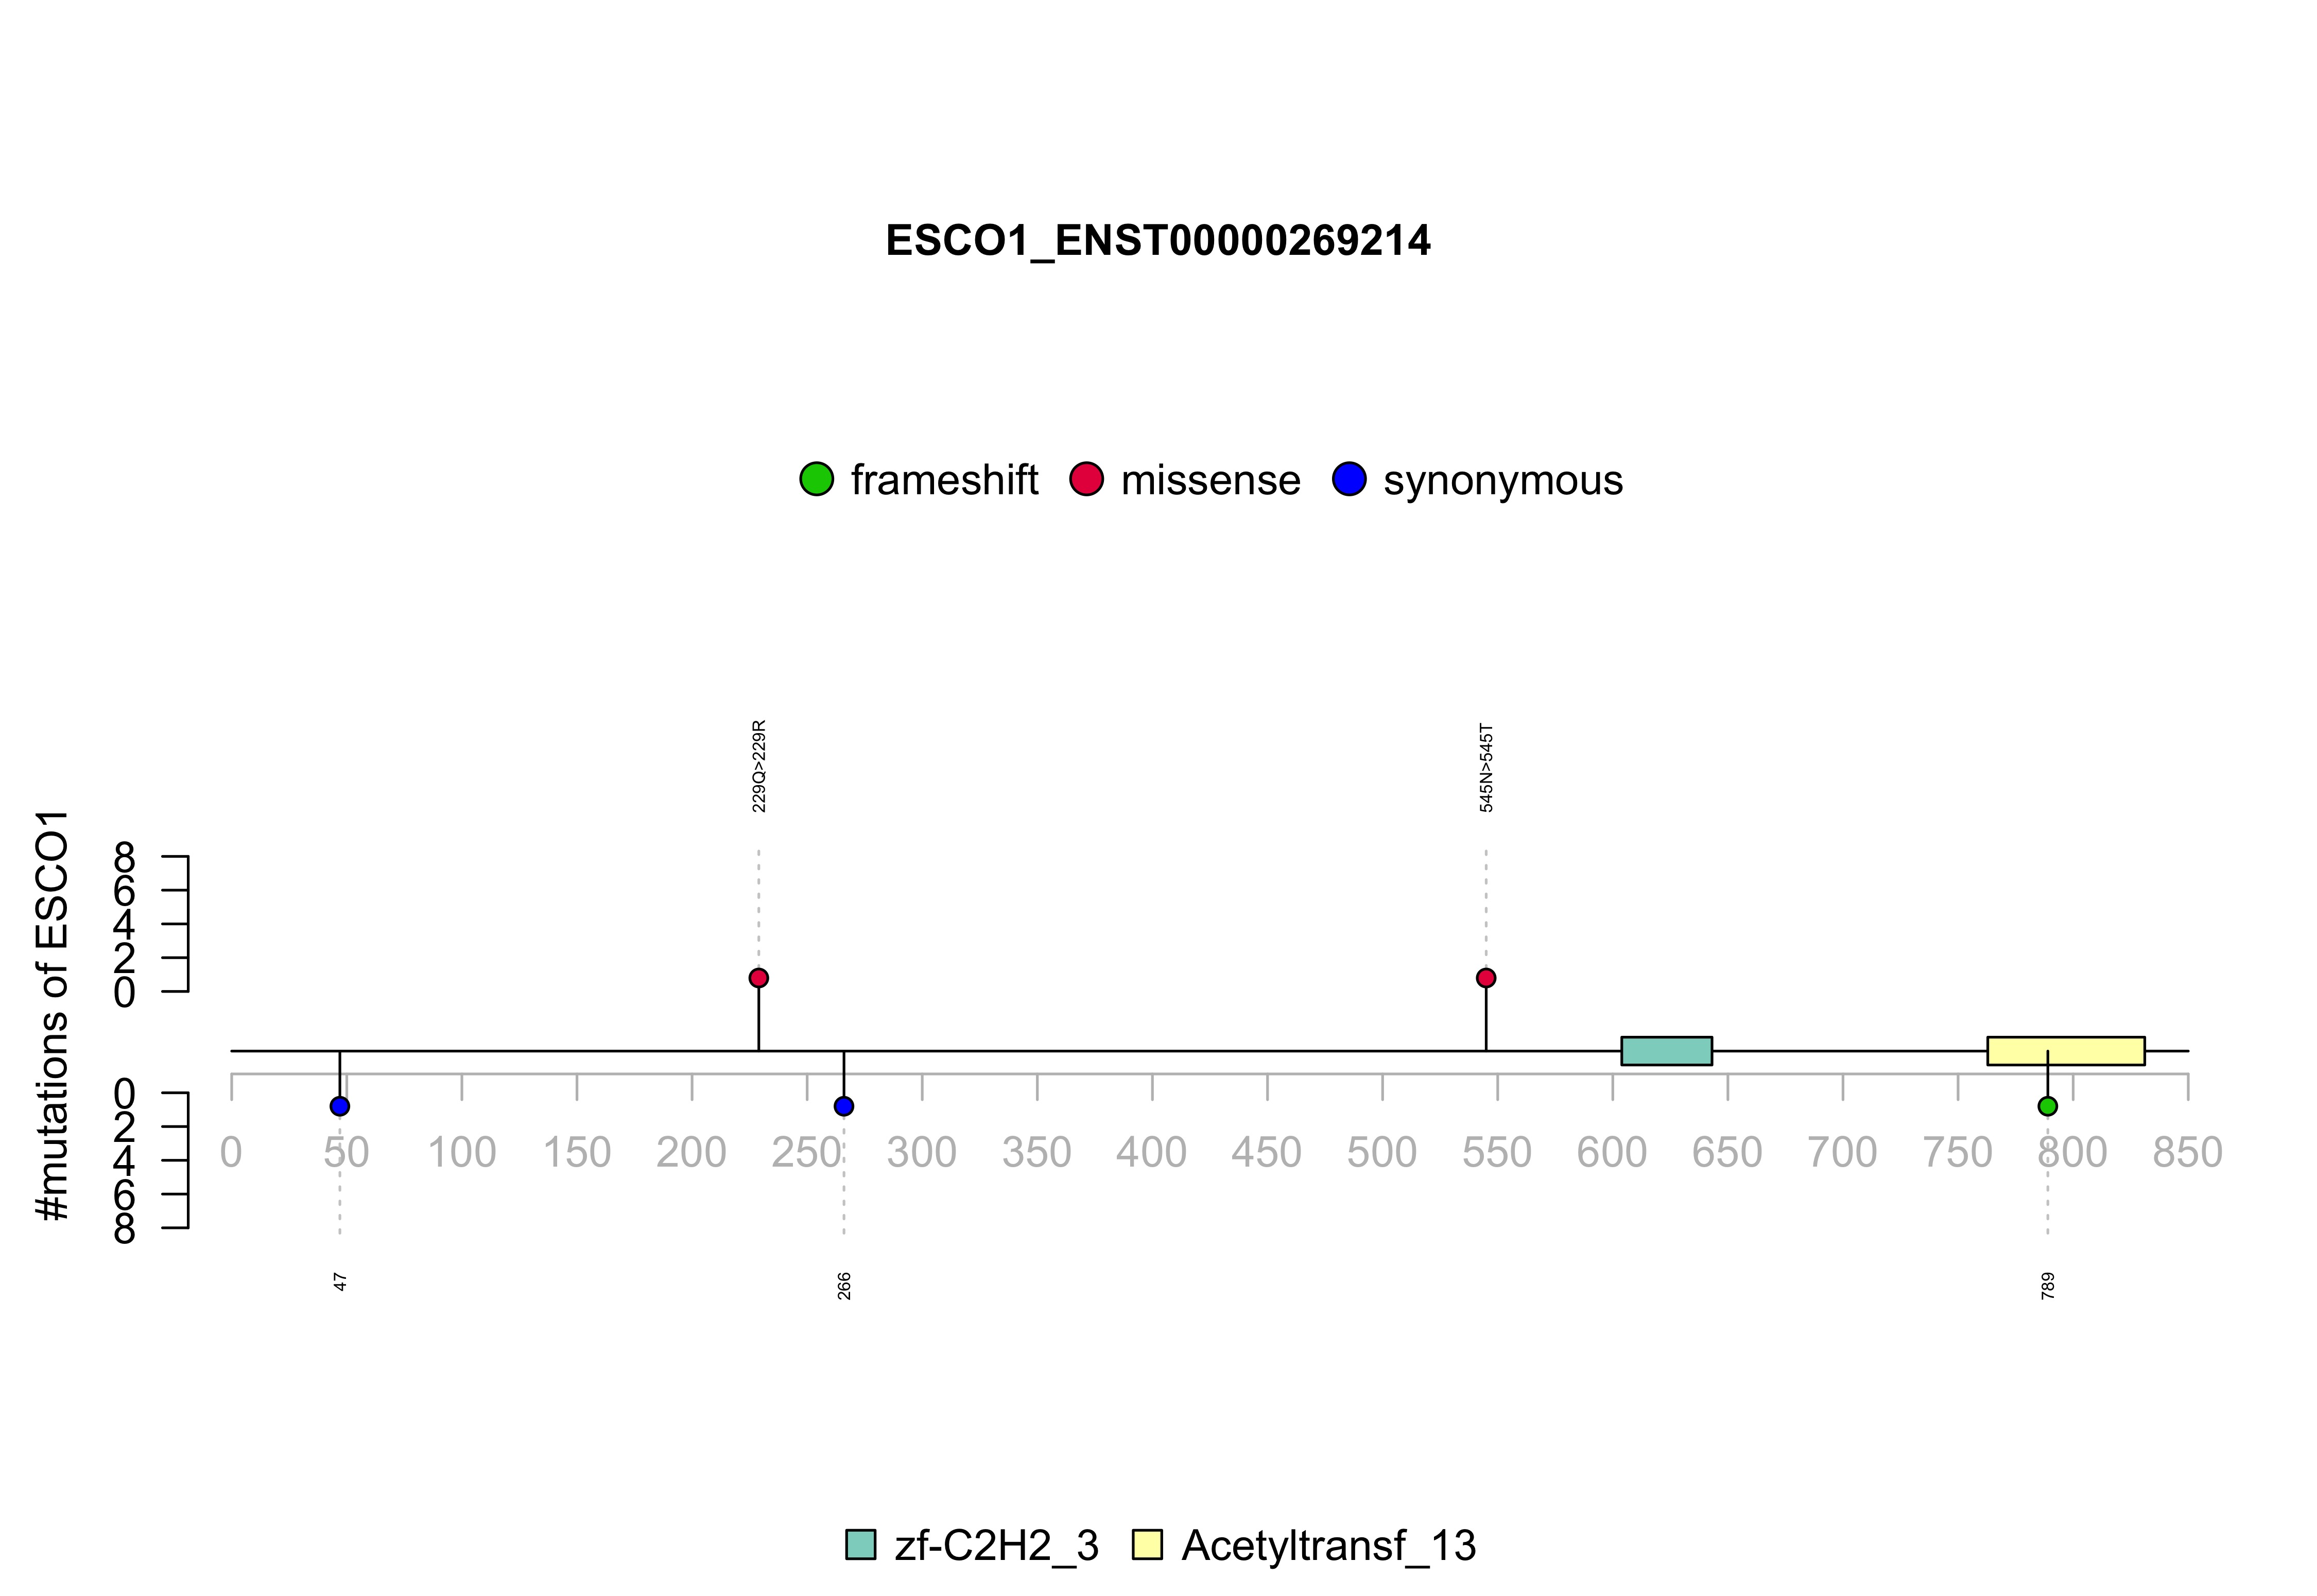 ESCO1_ENST00000269214
frameshift missense synonymous
229Q>229R
545N>545T
#mutations of ESCO1
8
6
4
2
0
0
2
4
6
8
0 50 100 150 200 250 300 350 400 450 500 550 600 650 700 750 800 850
47
266
789
zf-C2H2_3 Acetyltransf_13